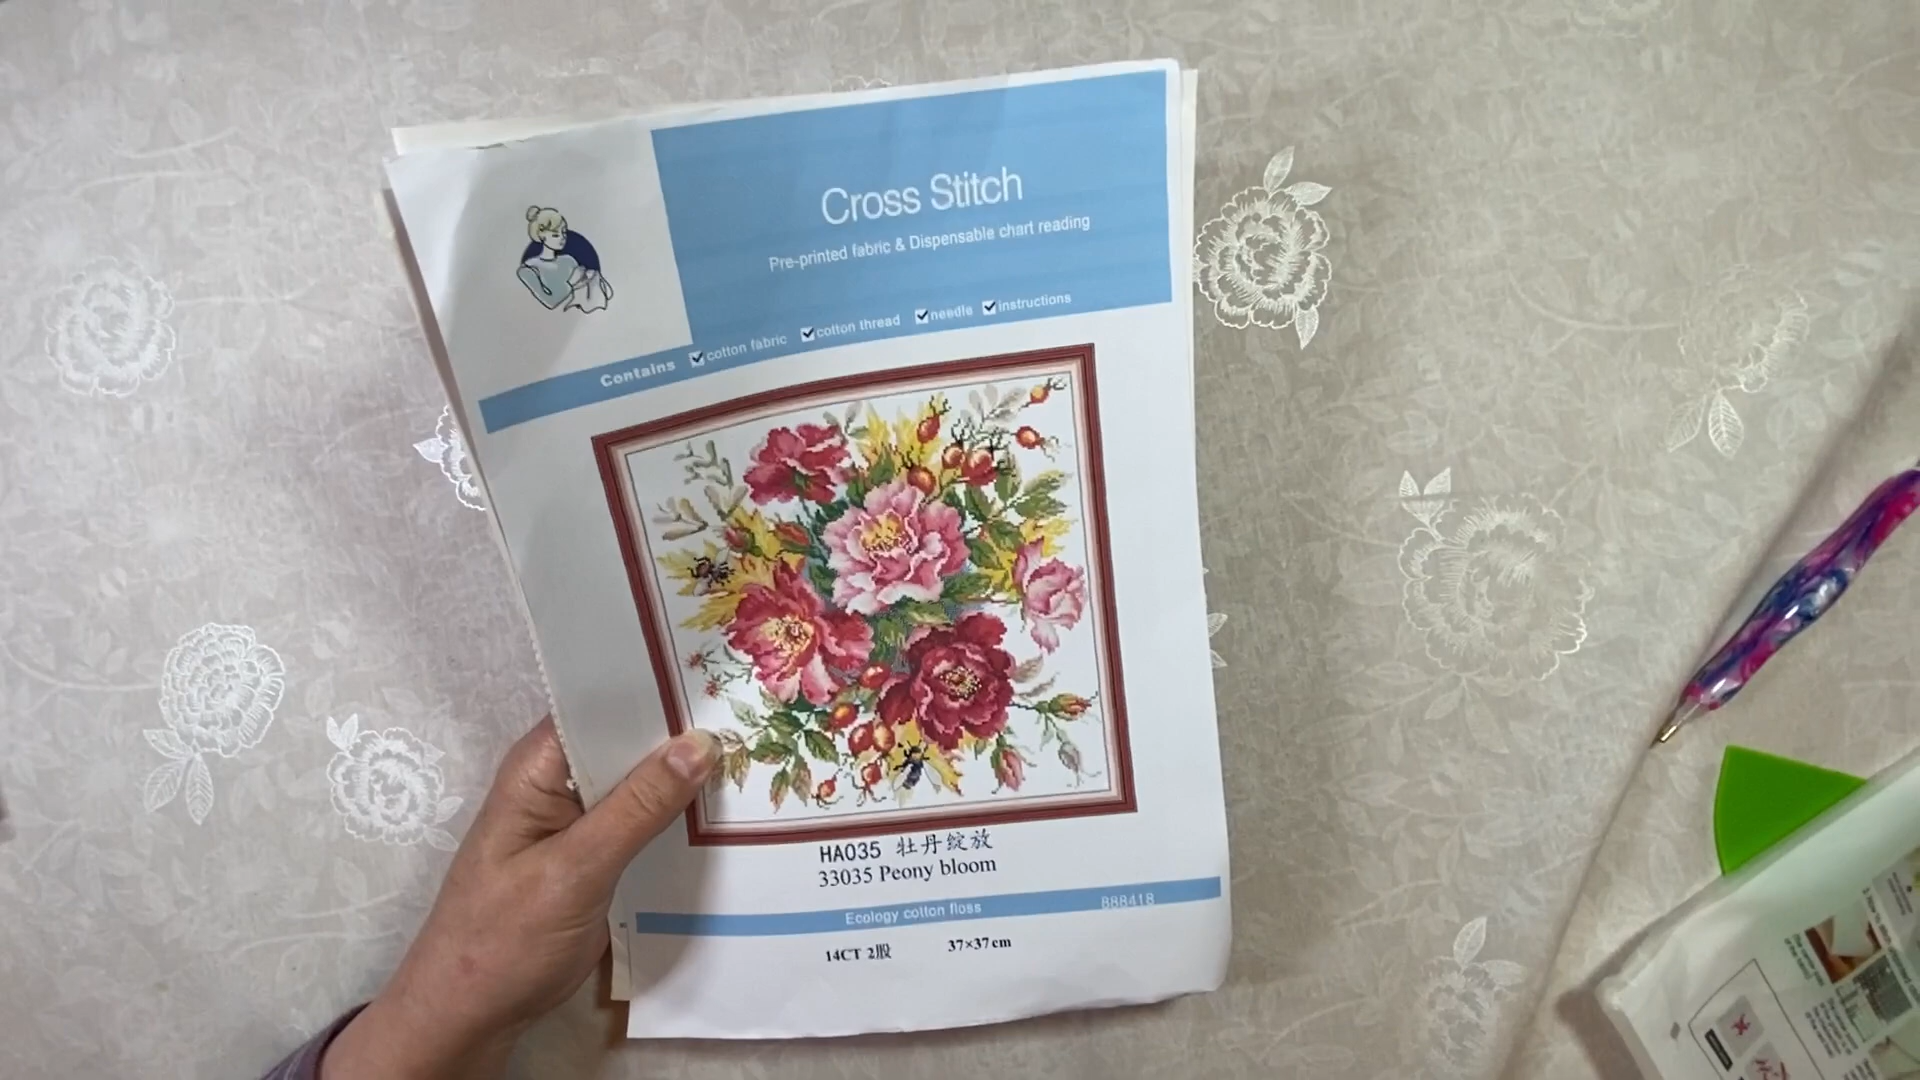 Cross Stitch
Pre-printed fabric & Dispensable chart reading
Contains cotton fabric cotton thread needle instructions
HA035 牡丹绽放
33035 Peony bloom
Ecology cotton floss 888418
14CT 2股 37×37cm